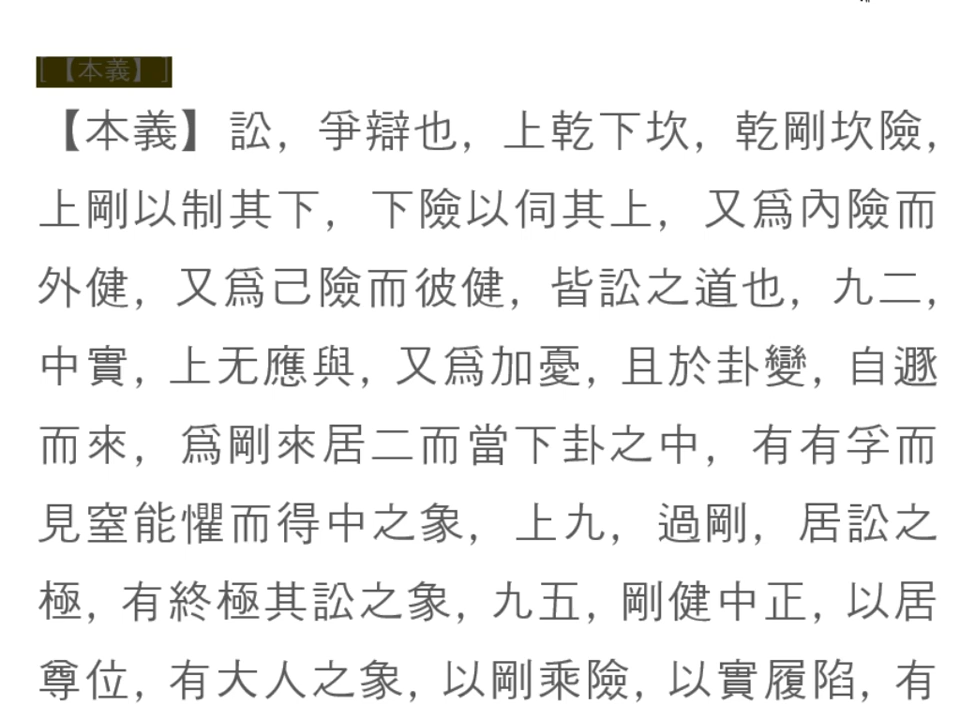 [【本義】]
【本義】訟, 爭辯也, 上乾下坎, 乾剛坎險,
上剛以制其下, 下險以伺其上, 又爲內險而
外健, 又爲己險而彼健, 皆訟之道也, 九二,
中實, 上无應與, 又爲加憂, 且於卦變, 自遯
而來, 爲剛來居二而當下卦之中, 有有孚而
見窒能懼而得中之象, 上九, 過剛, 居訟之
極, 有終極其訟之象, 九五, 剛健中正, 以居
尊位, 有大人之象, 以剛乘險, 以實履陷, 有